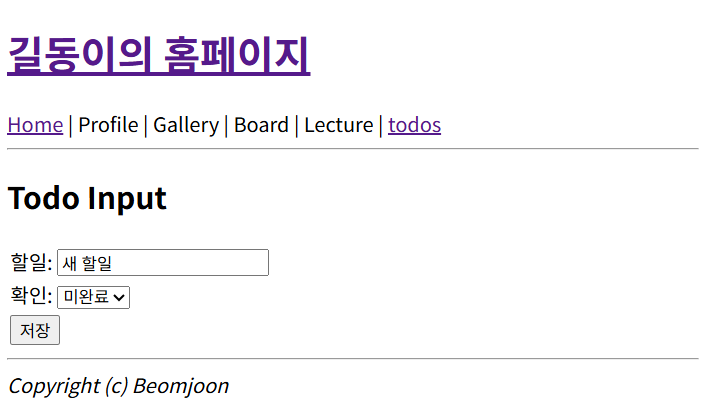 길동이의 홈페이지
Home | Profile | Gallery | Board | Lecture | todos
Todo Input
할일: 새 할일
확인: 미완료
저장
Copyright (c) Beomjoon